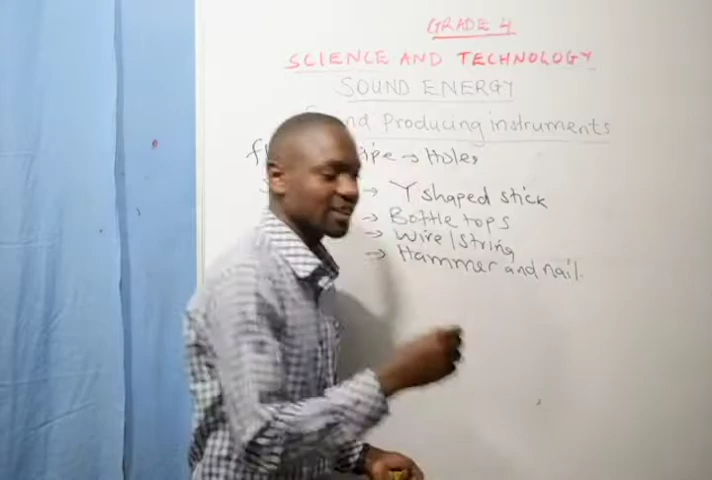 GRADE 4
SCIENCE AND TECHNOLOGY
SOUND ENERGY
Producing instruments
→ Holes
→ Y shaped stick
→ Bottle tops
→ Wire/string
→ Hammer and nail.